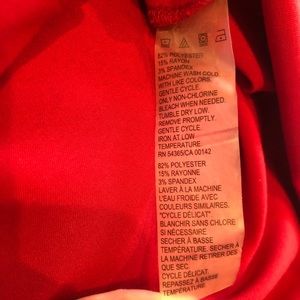 82% POLYESTER
15% RAYON
3% SPANDEX
MACHINE WASH COLD
WITH LIKE COLORS.
GENTLE CYCLE.
ONLY NON-CHLORINE
BLEACH WHEN NEEDED.
TUMBLE DRY LOW.
REMOVE PROMPTLY.
GENTLE CYCLE.
IRON AT LOW
TEMPERATURE
RN 54365/CA 00142
82% POLYESTER
15% RAYONNE
3% SPANDEX
LAVER À LA MACHINE
L'EAU FROIDE AVEC
COULEURS SIMILAIRES.
"CYCLE DÉLICAT"
BLANCHIR SANS CHLORE
SI NÉCESSAIRE
SÉCHER À BASSE
TEMPÉRATURE. SÉCHER À
LA MACHINE RETIRER DÈS
QUE SEC.
CYCLE DÉLICAT.
REPASSEZ À BASSE
TEMPÉRATURE